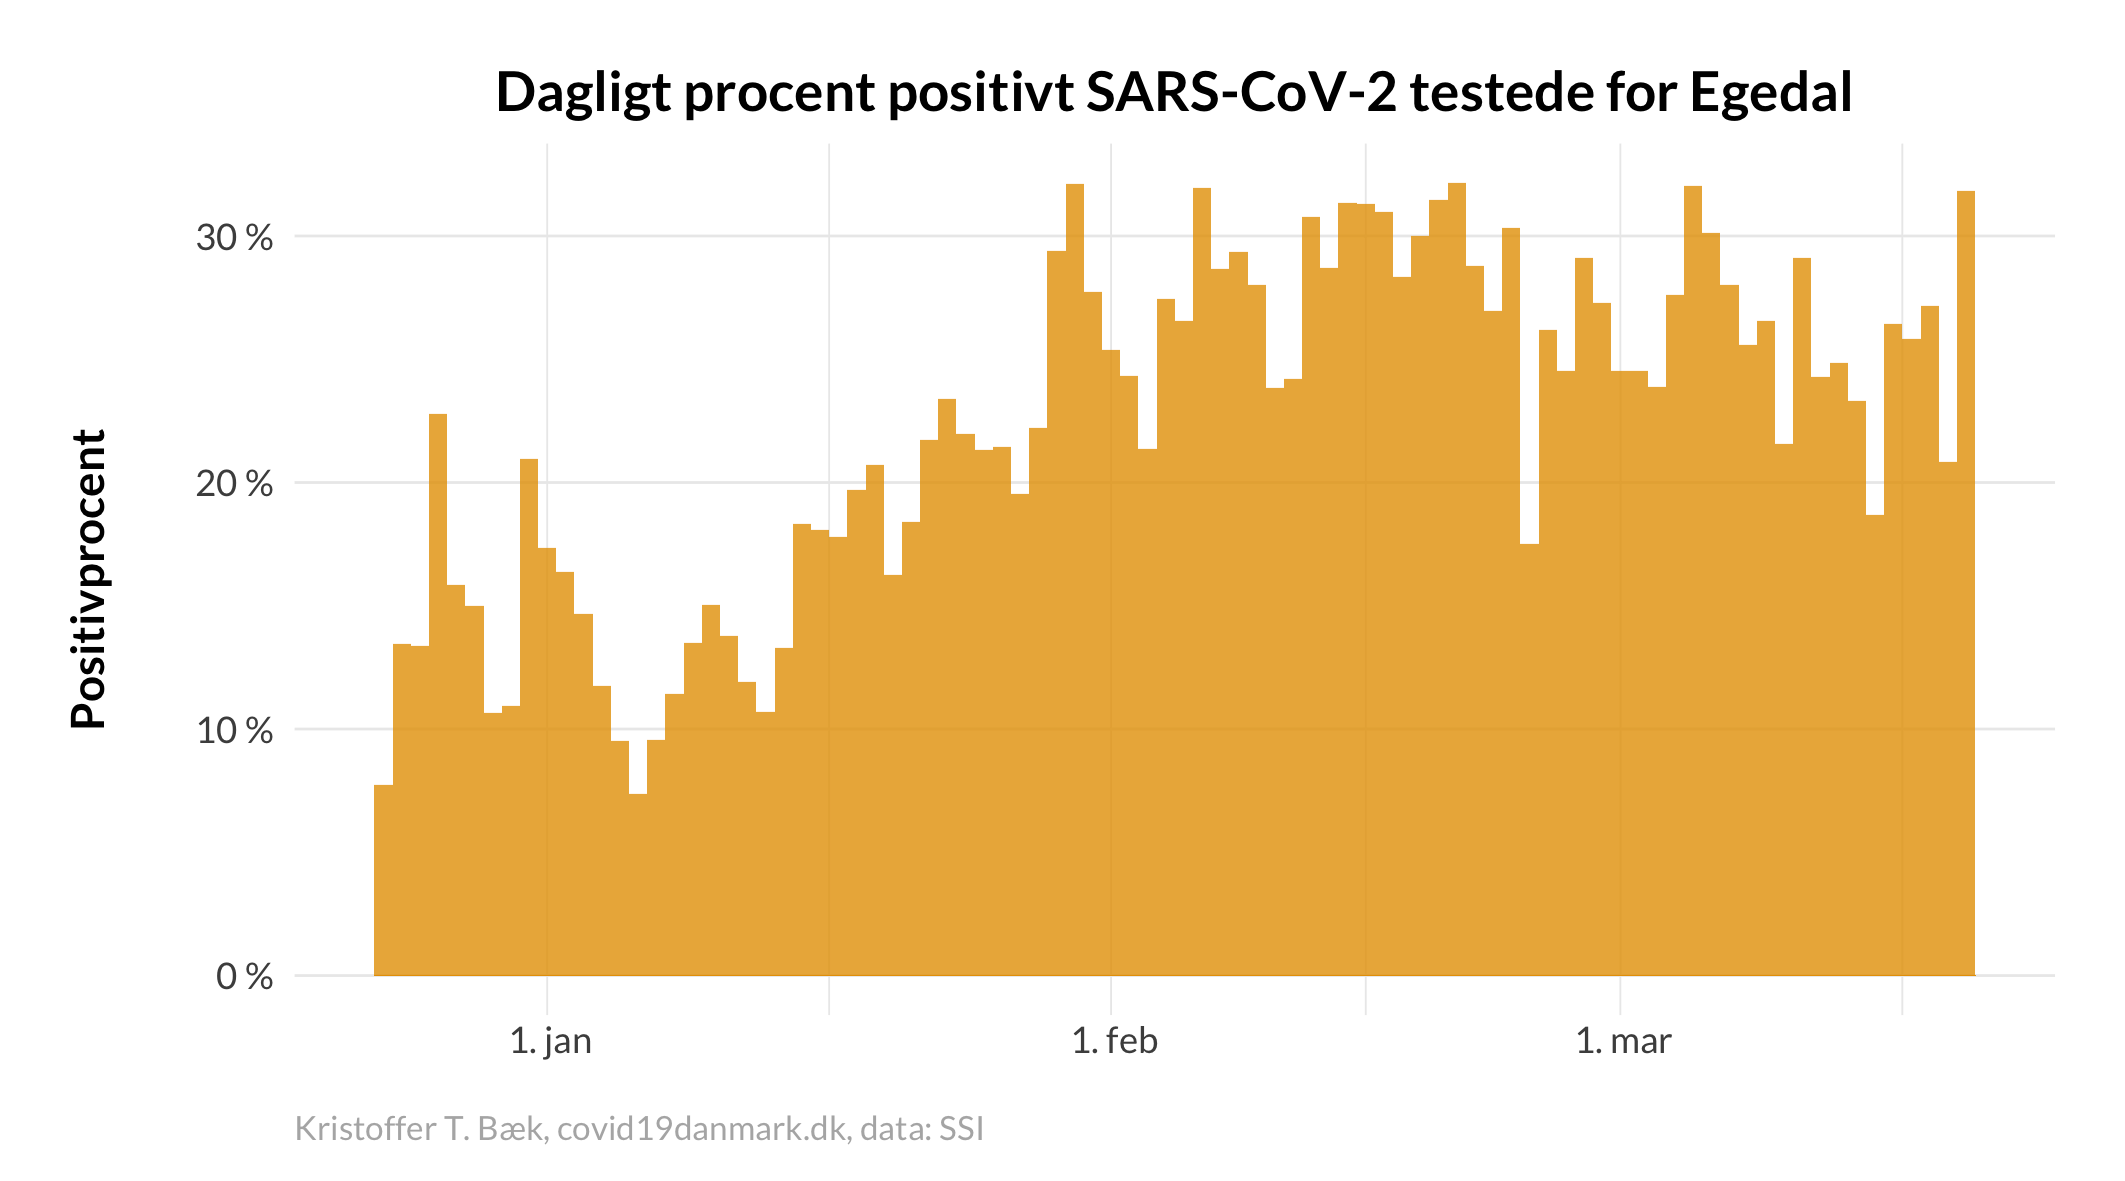 Dagligt procent positivt SARS-CoV-2 testede for Egedal
Positivprocent
30 %
20 %
10 %
0 %
1. jan
1. feb
1. mar
Kristoffer T. Bæk, covid19danmark.dk, data: SSI